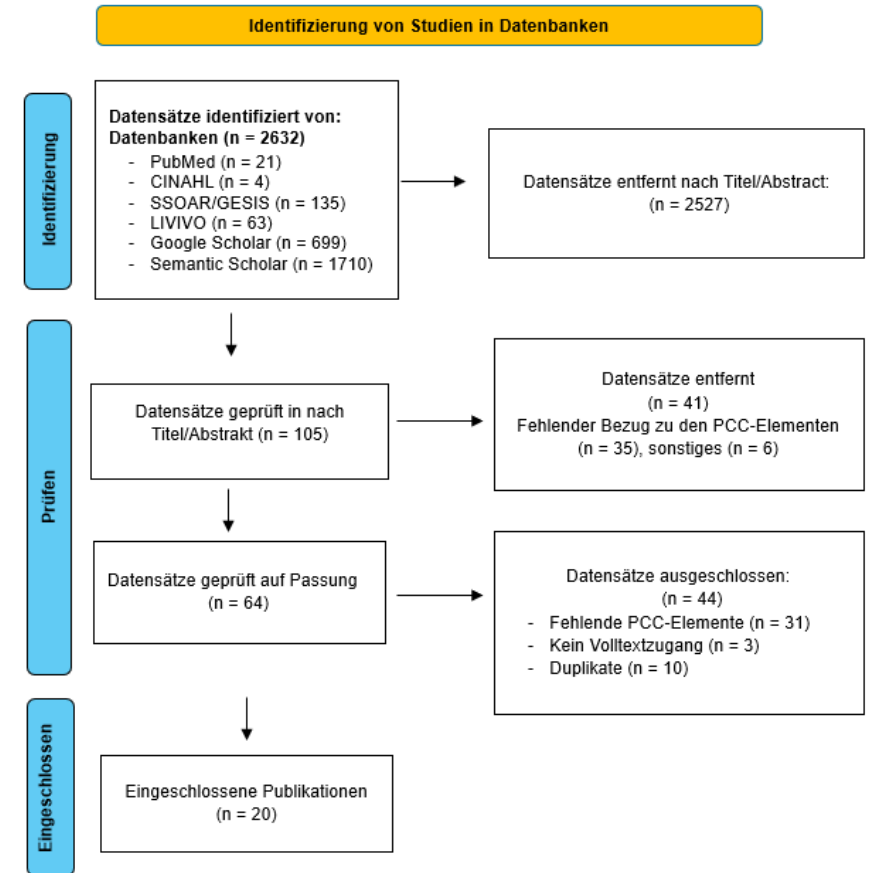 Identifizierung von Studien in Datenbanken
Identifizierung
Datensätze identifiziert von:
Datenbanken (n = 2632)
- PubMed (n = 21)
- CINAHL (n = 4)
- SSOAR/GESIS (n = 135)
- LIVIVO (n = 63)
- Google Scholar (n = 699)
- Semantic Scholar (n = 1710)
Datensätze entfernt nach Titel/Abstract:
(n = 2527)
Prüfen
Datensätze geprüft in nach
Titel/Abstrakt (n = 105)
Datensätze entfernt
(n = 41)
Fehlender Bezug zu den PCC-Elementen
(n = 35), sonstiges (n = 6)
Datensätze geprüft auf Passung
(n = 64)
Datensätze ausgeschlossen:
(n = 44)
- Fehlende PCC-Elemente (n = 31)
- Kein Volltextzugang (n = 3)
- Duplikate (n = 10)
Eingeschlossen
Eingeschlossene Publikationen
(n = 20)